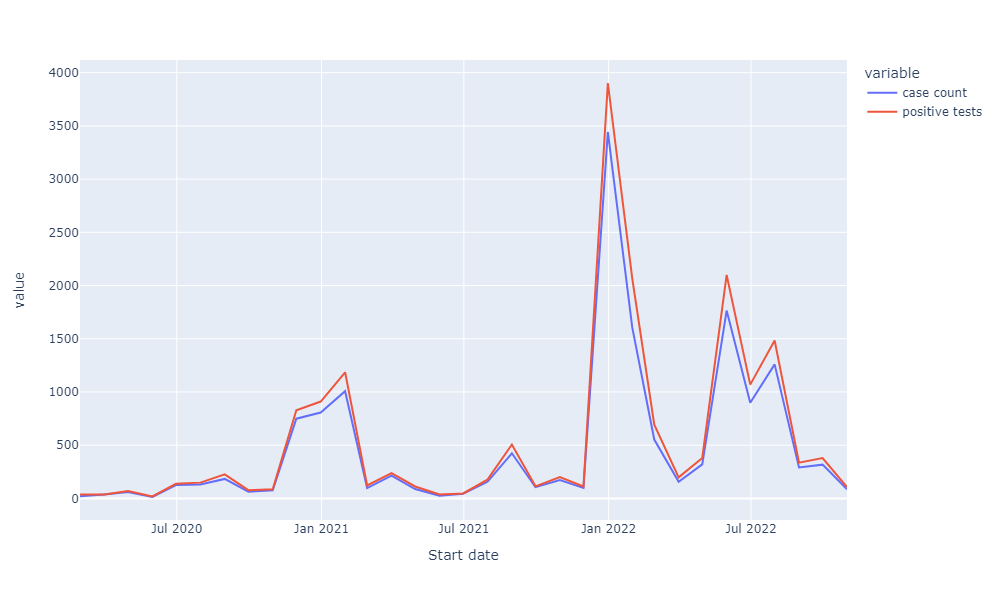 variable
case count
positive tests
4000
3500
3000
2500
2000
1500
1000
500
0
value
Jul 2020
Jan 2021
Jul 2021
Jan 2022
Jul 2022
Start date